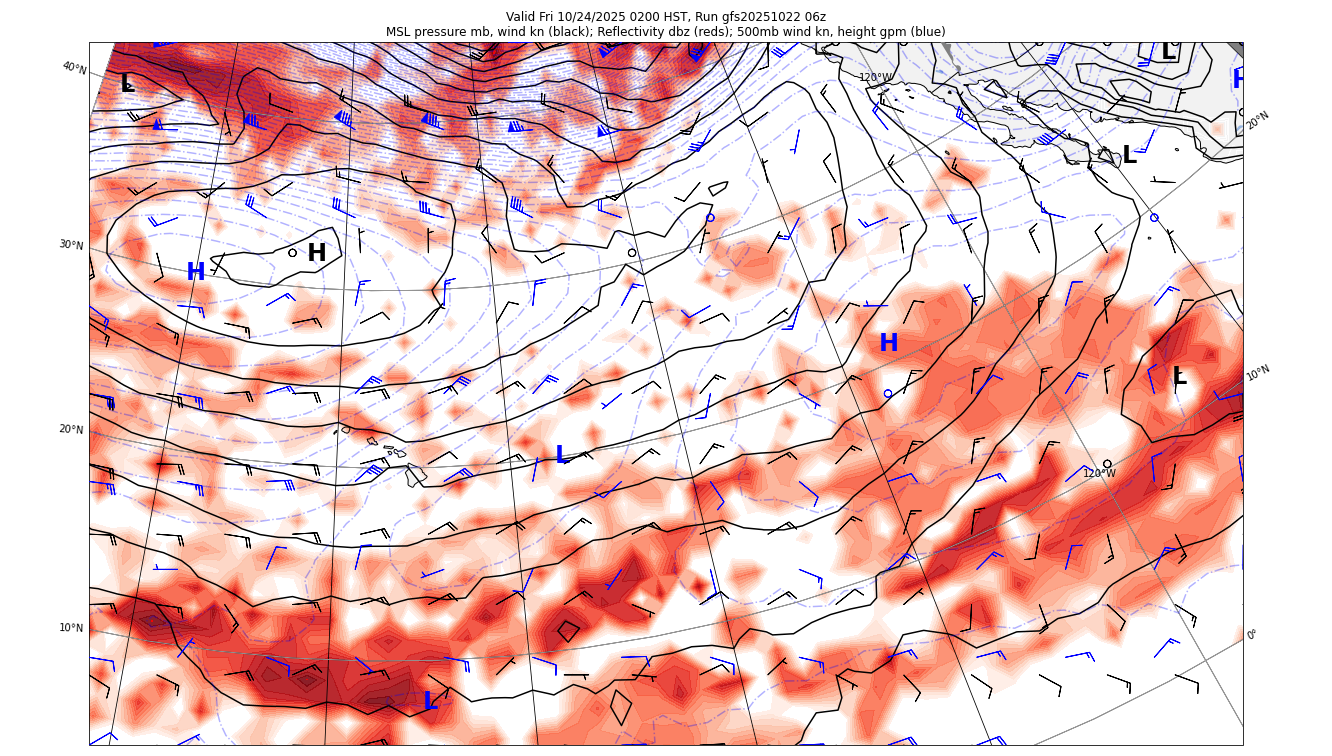 Valid Fri 10/24/2025 0200 HST, Run gfs20251022 06z
MSL pressure mb, wind kn (black); Reflectivity dbz (reds); 500mb wind kn, height gpm (blue)
L
40°N
120°W
L
H
20°N
L
30°N
H
H
H
10°N
L
20°N
L
120°W
10°N
0°
L